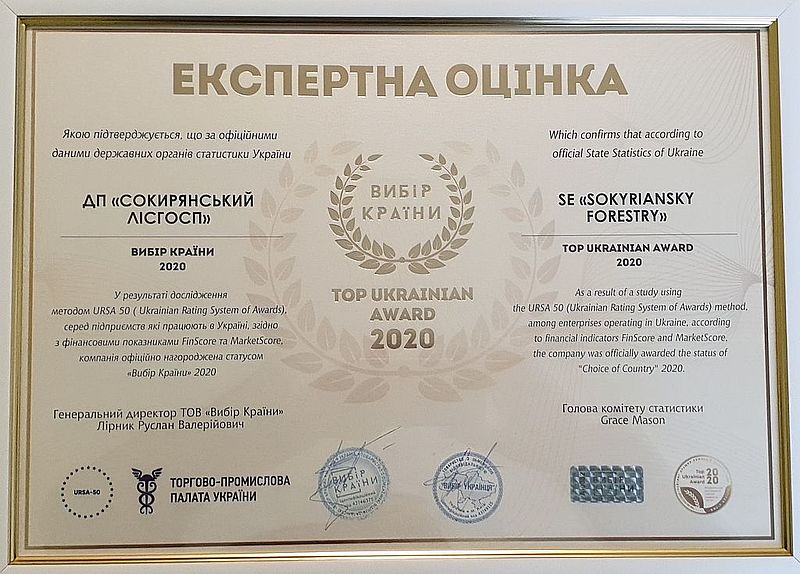 ЕКСПЕРТНА ОЦІНКА
Якою підтверджується, що за офіційними
даними державних органів статистики України
ДП «СОКИРЯНСЬКИЙ
ЛІСГОСП»
ВИБІР КРАЇНИ
2020
У результаті дослідження
методом URSA 50 ( Ukrainian Rating System of Awards),
серед підприємств які працюють в Україні, згідно
з фінансовими показниками FinScore та MarketScore,
компанія офіційно нагороджена статусом
«Вибір Країни» 2020
Генеральний директор ТОВ «Вибір Країни»
Лірник Руслан Валерійович
ВИБІР
КРАЇНИ
TOP UKRAINIAN
AWARD
2020
Which confirms that according to
official State Statistics of Ukraine
SE «SOKYRIANSKY
FORESTRY»
TOP UKRAINIAN AWARD
2020
As a result of a study using
the URSA 50 (Ukrainian Rating System of Awards) method,
among enterprises operating in Ukraine, according
to financial indicators FinScore and MarketScore,
the company was officially awarded the status of
"Choice of Country" 2020.
Голова комітету статистики
Grace Mason
URSA-50
ТОРГОВО-ПРОМИСЛОВА
ПАЛАТА УКРАЇНИ
ВИБІР
КРАЇНИ
"ВИБІР УКРАЇНЦЯ"
Top
Ukrainian
Award
2020